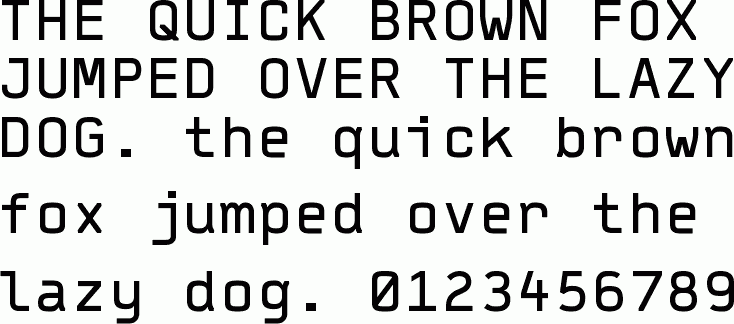 THE QUICK BROWN FOX
JUMPED OVER THE LAZY
DOG. the quick brown
fox jumped over the
lazy dog. 0123456789